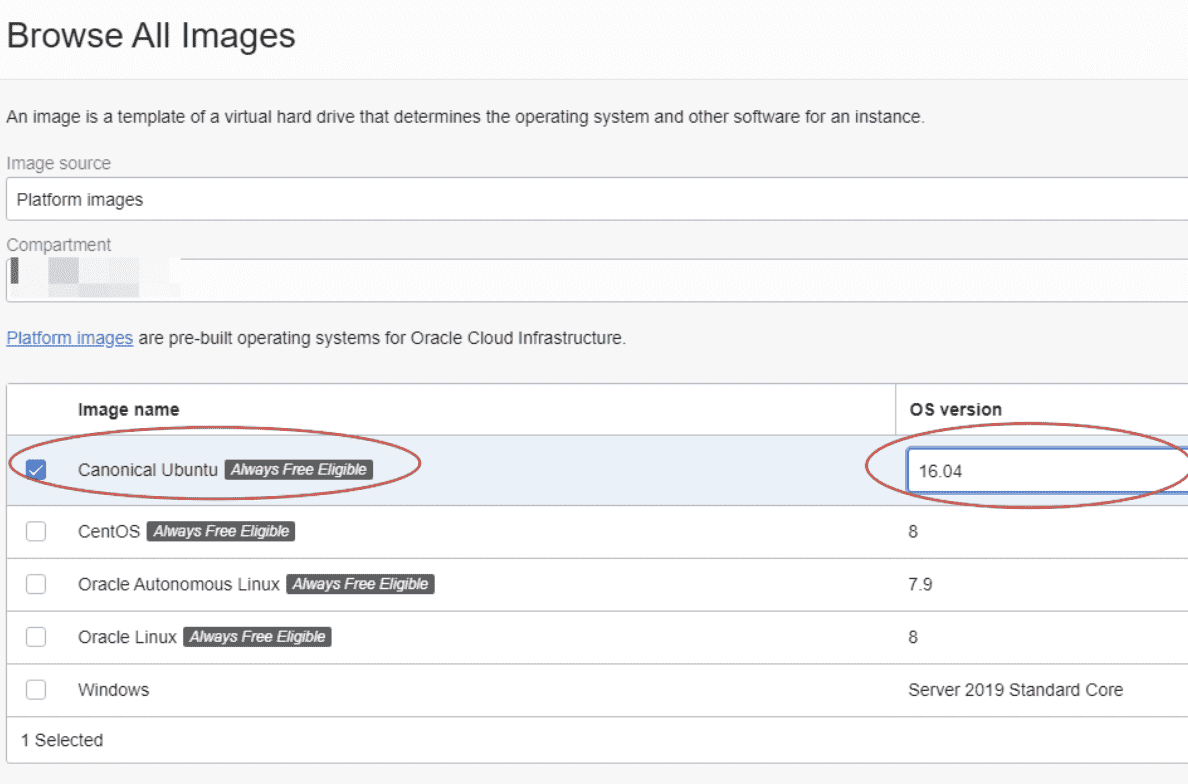 Browse All Images
An image is a template of a virtual hard drive that determines the operating system and other software for an instance.
Image source
Platform images
Compartment
Platform images are pre-built operating systems for Oracle Cloud Infrastructure.
Image name OS version
Canonical Ubuntu Always Free Eligible 16.04
CentOS Always Free Eligible 8
Oracle Autonomous Linux Always Free Eligible 7.9
Oracle Linux Always Free Eligible 8
Windows Server 2019 Standard Core
1 Selected